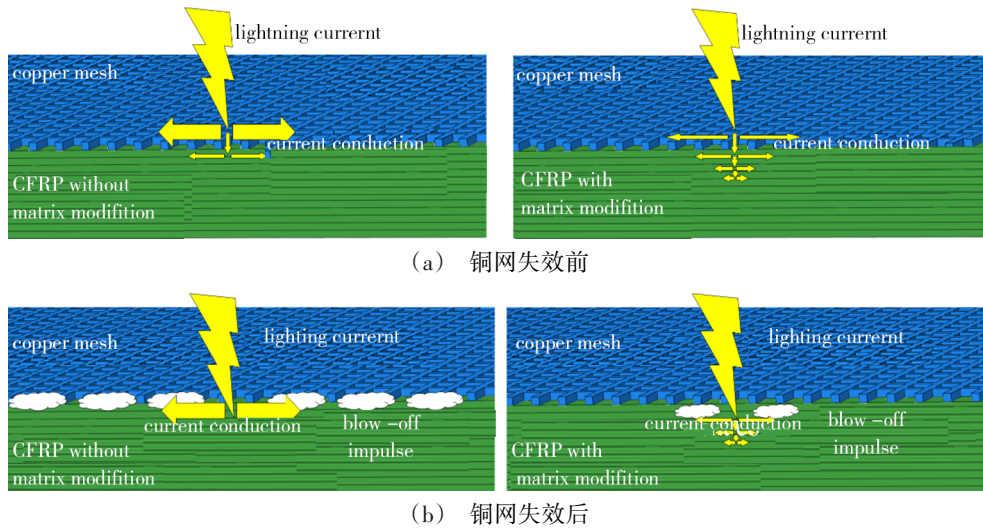 lightning currernt
copper mesh
current conduction
CFRP without
matrix modifition
lightning currernt
copper mesh
current conduction
CFRP with
matrix modifition
(a) 铜网失效前
lighting currernt
copper mesh
current conduction
blow-off
impulse
CFRP without
matrix modifition
lighting currernt
copper mesh
current conduction
blow-off
impulse
CFRP with
matrix modifition
(b) 铜网失效后